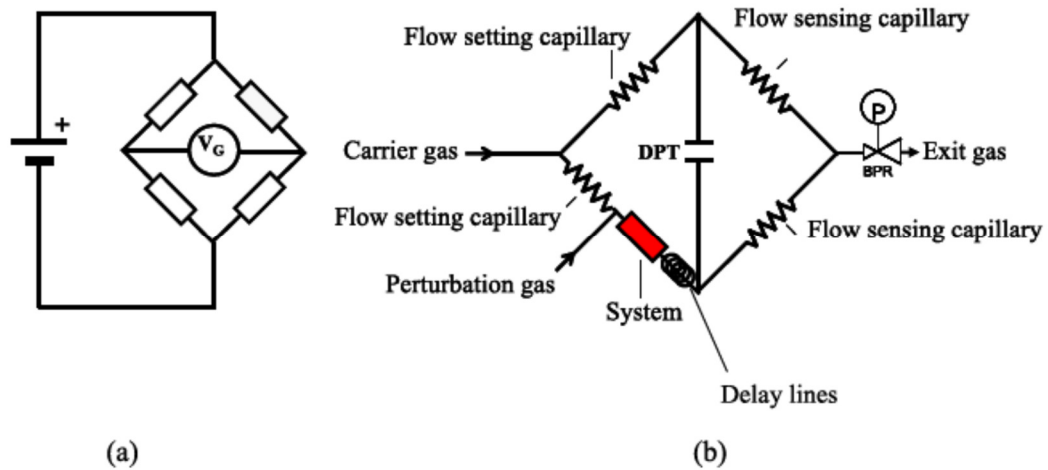 +
V_G
(a)
Flow setting capillary
Flow sensing capillary
P
Carrier gas
DPT
BPR
Exit gas
Flow setting capillary
Flow sensing capillary
Perturbation gas
System
Delay lines
(b)